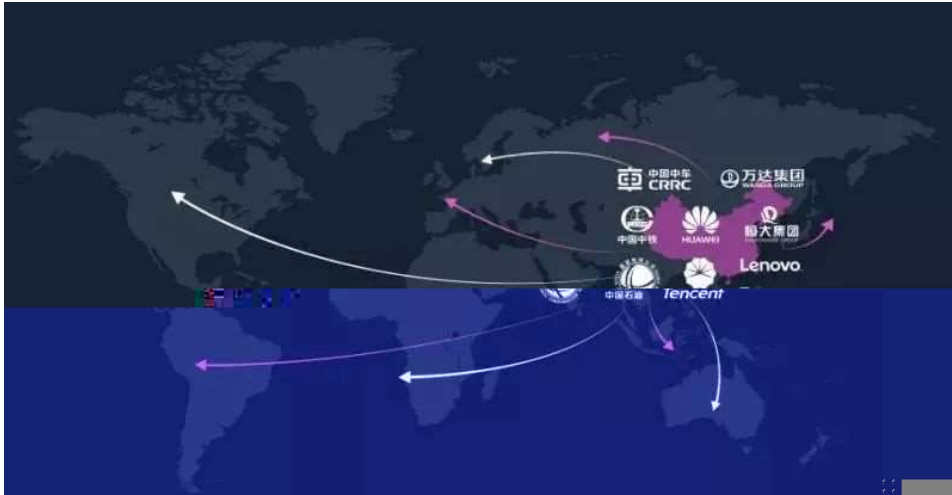 中国中车
CRRC
万达集团
WANDA GROUP
中国中铁
HUAWEI
恒大集团
Lenovo
中国石油
Tencent